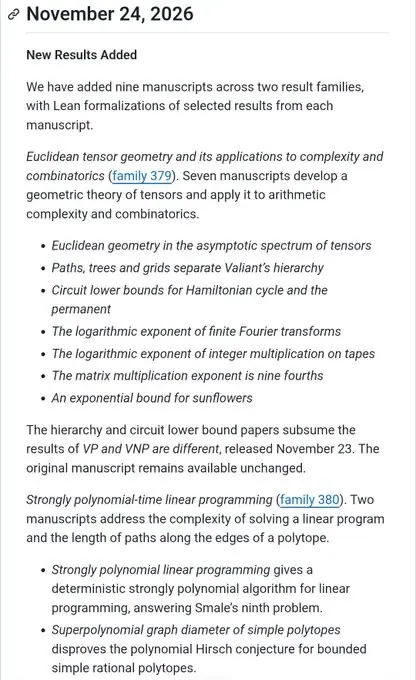 November 24, 2026
New Results Added
We have added nine manuscripts across two result families,
with Lean formalizations of selected results from each
manuscript.
Euclidean tensor geometry and its applications to complexity and
combinatorics (family 379). Seven manuscripts develop a
geometric theory of tensors and apply it to arithmetic
complexity and combinatorics.
• Euclidean geometry in the asymptotic spectrum of tensors
• Paths, trees and grids separate Valiant's hierarchy
• Circuit lower bounds for Hamiltonian cycle and the
permanent
• The logarithmic exponent of finite Fourier transforms
• The logarithmic exponent of integer multiplication on tapes
• The matrix multiplication exponent is nine fourths
• An exponential bound for sunflowers
The hierarchy and circuit lower bound papers subsume the
results of VP and VNP are different, released November 23. The
original manuscript remains available unchanged.
Strongly polynomial-time linear programming (family 380). Two
manuscripts address the complexity of solving a linear program
and the length of paths along the edges of a polytope.
• Strongly polynomial linear programming gives a
deterministic strongly polynomial algorithm for linear
programming, answering Smale's ninth problem.
• Superpolynomial graph diameter of simple polytopes
disproves the polynomial Hirsch conjecture for bounded
simple rational polytopes.